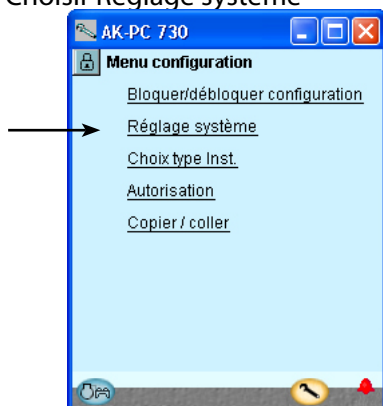 Choisir Réglage système
AK-PC 730
Menu configuration
Bloquer/débloquer configuration
Réglage système
Choix type Inst.
Autorisation
Copier / coller